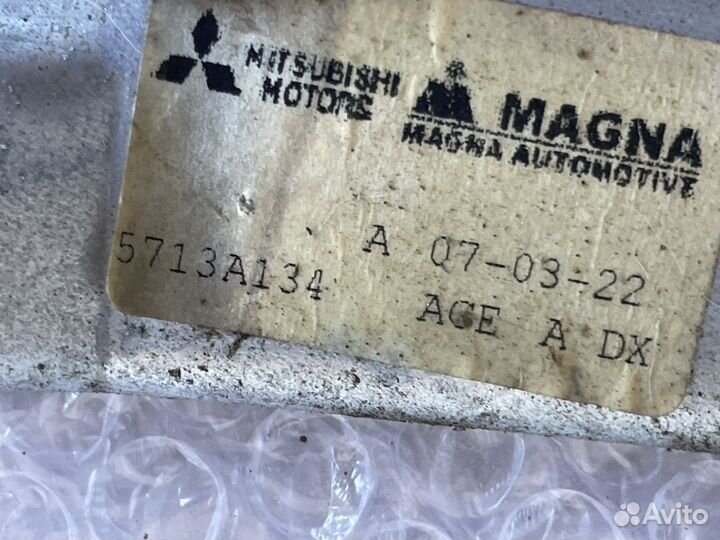 MITSUBISHI
MOTORS
MAGNA
MAGNA AUTOMOTIVE
5713A134
A 07-03-22
ACE A DX
Avito